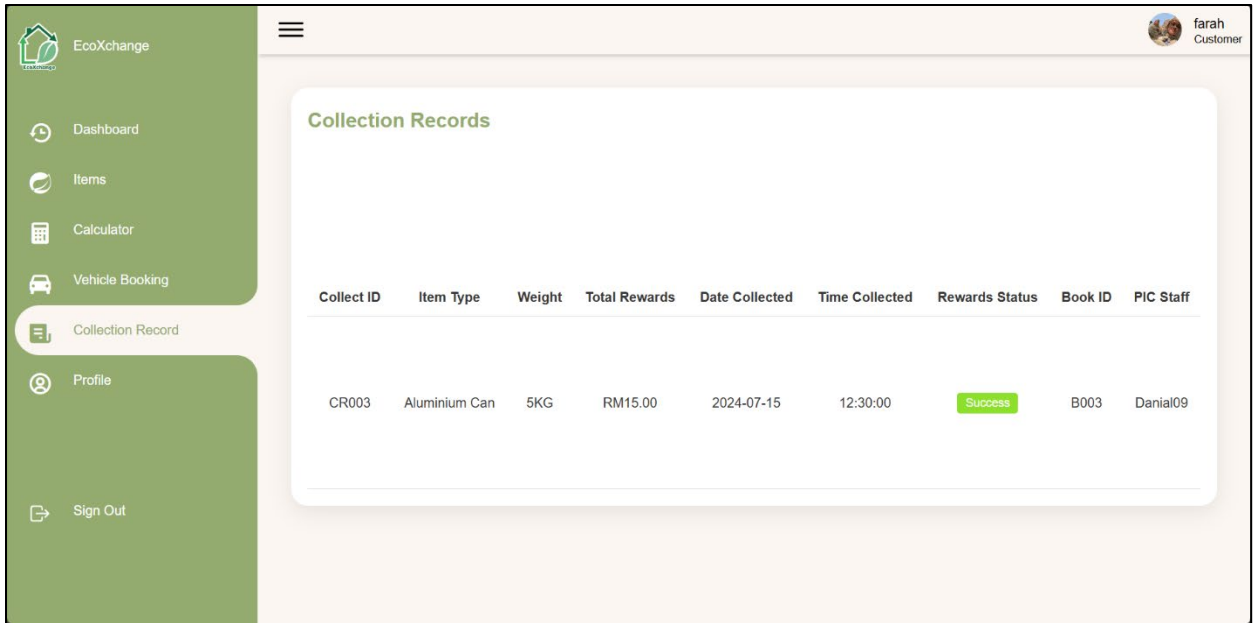 EcoXchange
EcoXchange
farah
Customer
Dashboard
Items
Calculator
Vehicle Booking
Collection Record
Profile
Sign Out
Collection Records
Collect ID Item Type Weight Total Rewards Date Collected Time Collected Rewards Status Book ID PIC Staff
CR003 Aluminium Can 5KG RM15.00 2024-07-15 12:30:00 Success B003 Danial09